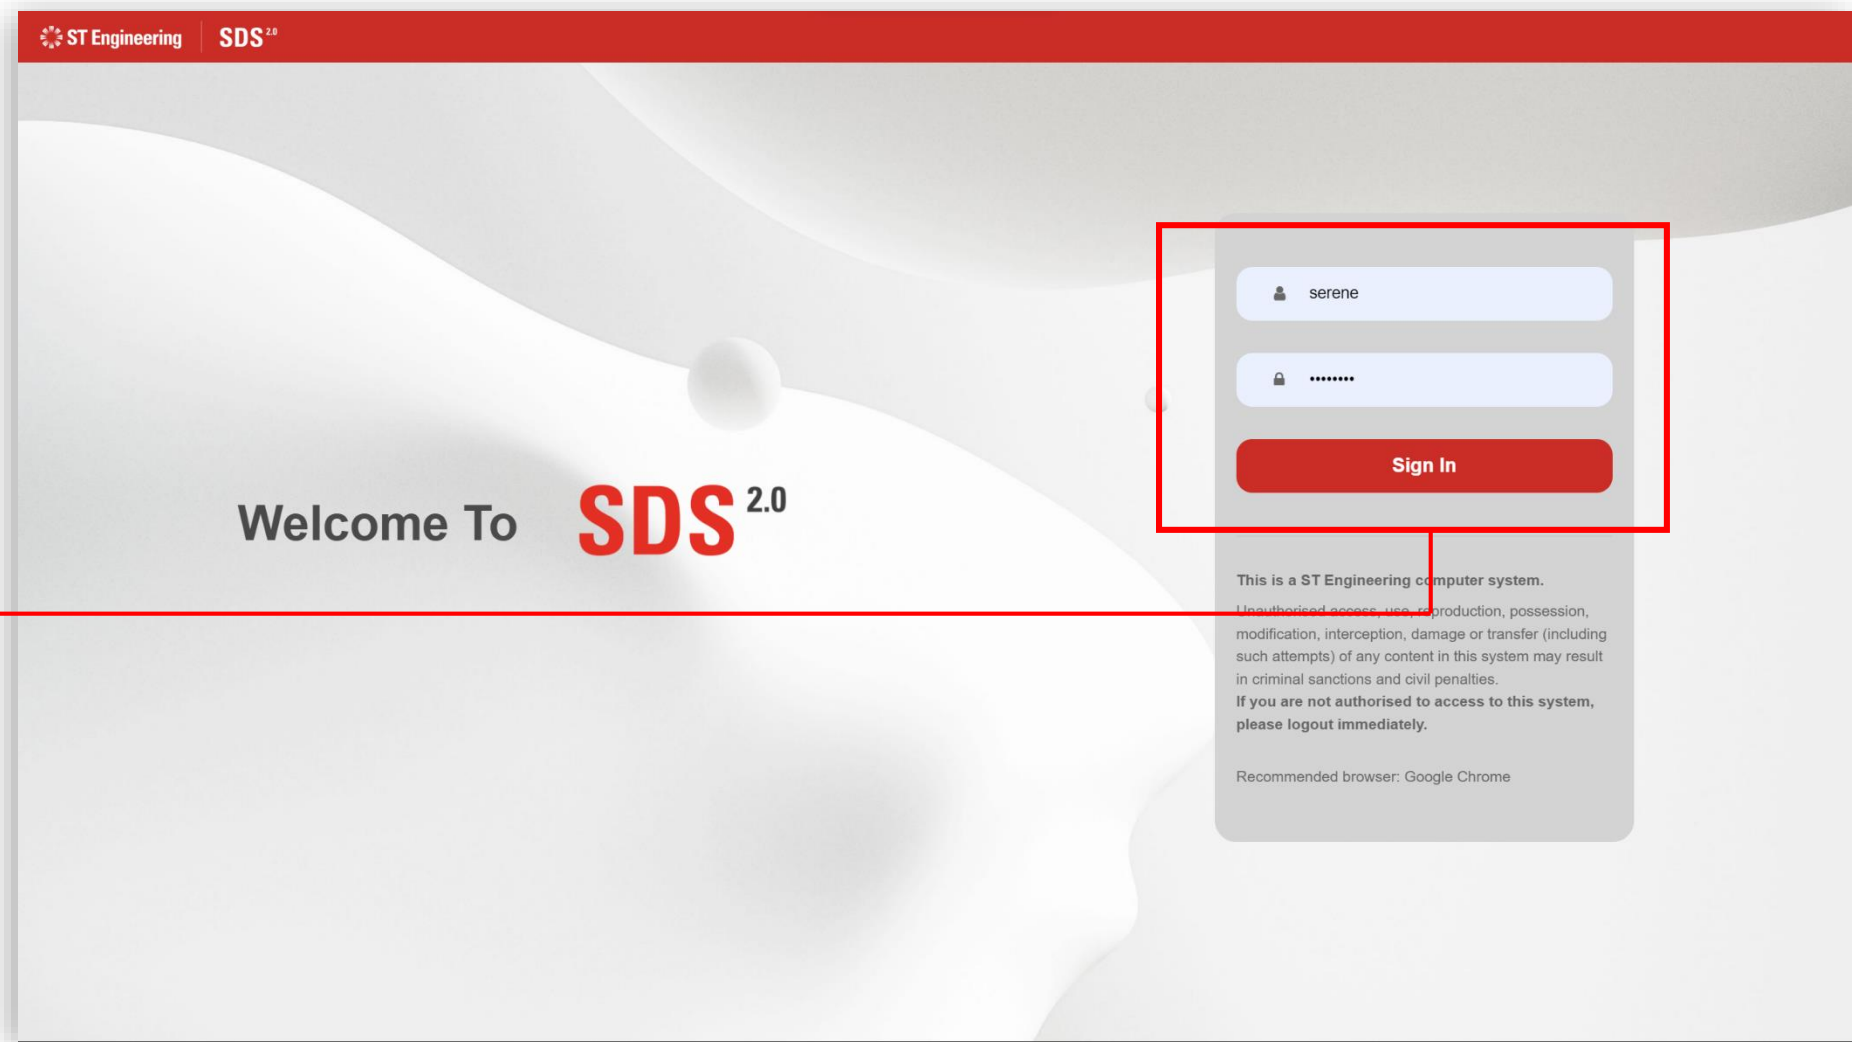 ST Engineering SDS 2.0
serene
••••••••
Sign In
Welcome To SDS 2.0
This is a ST Engineering computer system.
Unauthorised access, use, reproduction, possession,
modification, interception, damage or transfer (including
such attempts) of any content in this system may result
in criminal sanctions and civil penalties.
If you are not authorised to access to this system,
please logout immediately.
Recommended browser: Google Chrome